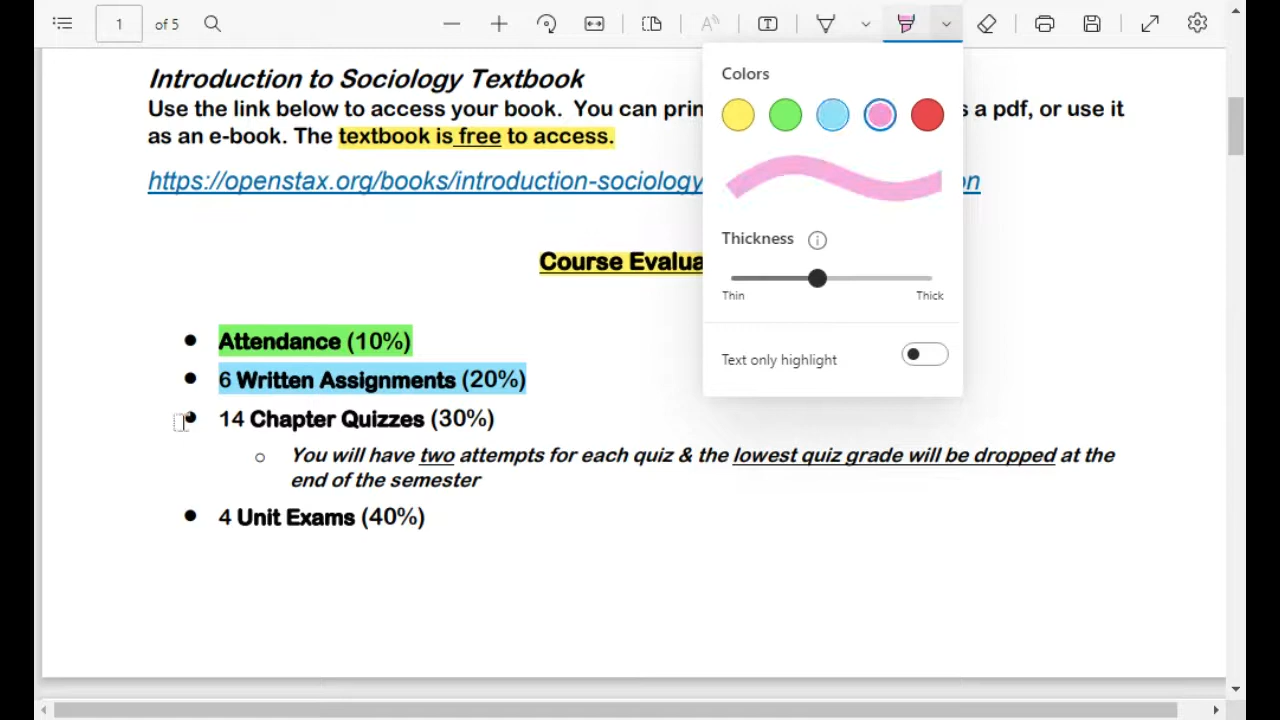 1 of 5
Colors
Thickness
Thin Thick
Text only highlight
Introduction to Sociology Textbook
Use the link below to access your book. You can prin s a pdf, or use it
as an e-book. The textbook is free to access.
https://openstax.org/books/introduction-sociology on
Course Evalua
• Attendance (10%)
• 6 Written Assignments (20%)
• 14 Chapter Quizzes (30%)
o You will have two attempts for each quiz & the lowest quiz grade will be dropped at the
end of the semester
• 4 Unit Exams (40%)